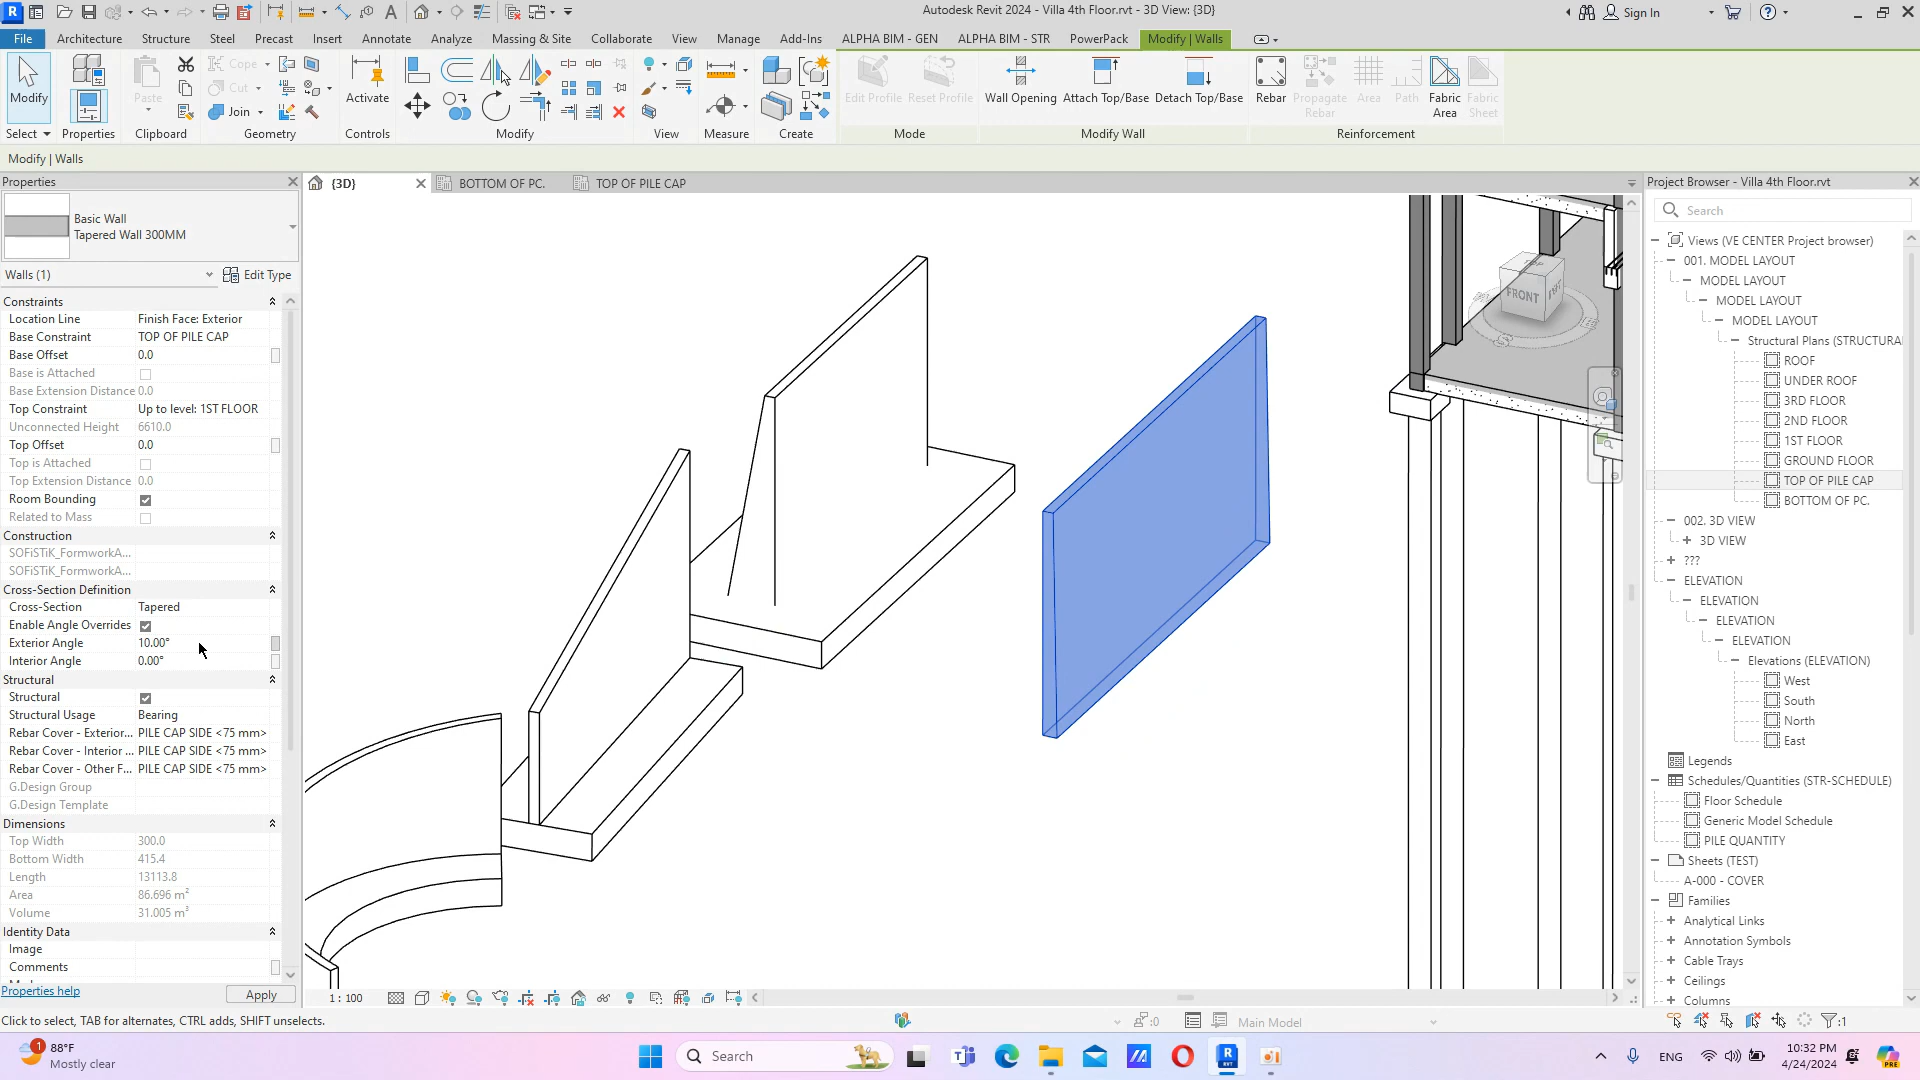 Autodesk Revit 2024 - Villa 4th Floor.rvt - 3D View: {3D}
Sign In
File Architecture Structure Steel Precast Insert Annotate Analyze Massing & Site Collaborate View Manage Add-Ins ALPHA BIM - GEN ALPHA BIM - STR PowerPack Modify | Walls
Modify
Paste
Cope
Cut
Join
Activate
Edit Profile Reset Profile
Wall Opening Attach Top/Base Detach Top/Base
Rebar Propagate Rebar Area Path Fabric Area Fabric Sheet
Select Properties Clipboard Geometry Controls Modify View Measure Create Mode Modify Wall Reinforcement
Modify | Walls
Properties
Basic Wall
Tapered Wall 300MM
Walls (1) Edit Type
Constraints
Location Line Finish Face: Exterior
Base Constraint TOP OF PILE CAP
Base Offset 0.0
Base is Attached
Base Extension Distance 0.0
Top Constraint Up to level: 1ST FLOOR
Unconnected Height 6610.0
Top Offset 0.0
Top is Attached
Top Extension Distance 0.0
Room Bounding
Related to Mass
Construction
SOFiSTiK_FormworkA...
SOFiSTiK_FormworkA...
Cross-Section Definition
Cross-Section Tapered
Enable Angle Overrides
Exterior Angle 10.00°
Interior Angle 0.00°
Structural
Structural
Structural Usage Bearing
Rebar Cover - Exterior... PILE CAP SIDE <75 mm>
Rebar Cover - Interior ... PILE CAP SIDE <75 mm>
Rebar Cover - Other F... PILE CAP SIDE <75 mm>
G.Design Group
G.Design Template
Dimensions
Top Width 300.0
Bottom Width 415.4
Length 13113.8
Area 86.696 m²
Volume 31.005 m³
Identity Data
Image
Comments
Properties help Apply
{3D} BOTTOM OF PC. TOP OF PILE CAP
FRONT
S
1 : 100
Project Browser - Villa 4th Floor.rvt
Search
Views (VE CENTER Project browser)
001. MODEL LAYOUT
MODEL LAYOUT
MODEL LAYOUT
MODEL LAYOUT
Structural Plans (STRUCTURA
ROOF
UNDER ROOF
3RD FLOOR
2ND FLOOR
1ST FLOOR
GROUND FLOOR
TOP OF PILE CAP
BOTTOM OF PC.
002. 3D VIEW
3D VIEW
???
ELEVATION
ELEVATION
ELEVATION
ELEVATION
Elevations (ELEVATION)
West
South
North
East
Legends
Schedules/Quantities (STR-SCHEDULE)
Floor Schedule
Generic Model Schedule
PILE QUANTITY
Sheets (TEST)
A-000 - COVER
Families
Analytical Links
Annotation Symbols
Cable Trays
Ceilings
Columns
Click to select, TAB for alternates, CTRL adds, SHIFT unselects.
:0
Main Model
:1
1
88°F
Mostly clear
Search
ENG
10:32 PM
4/24/2024